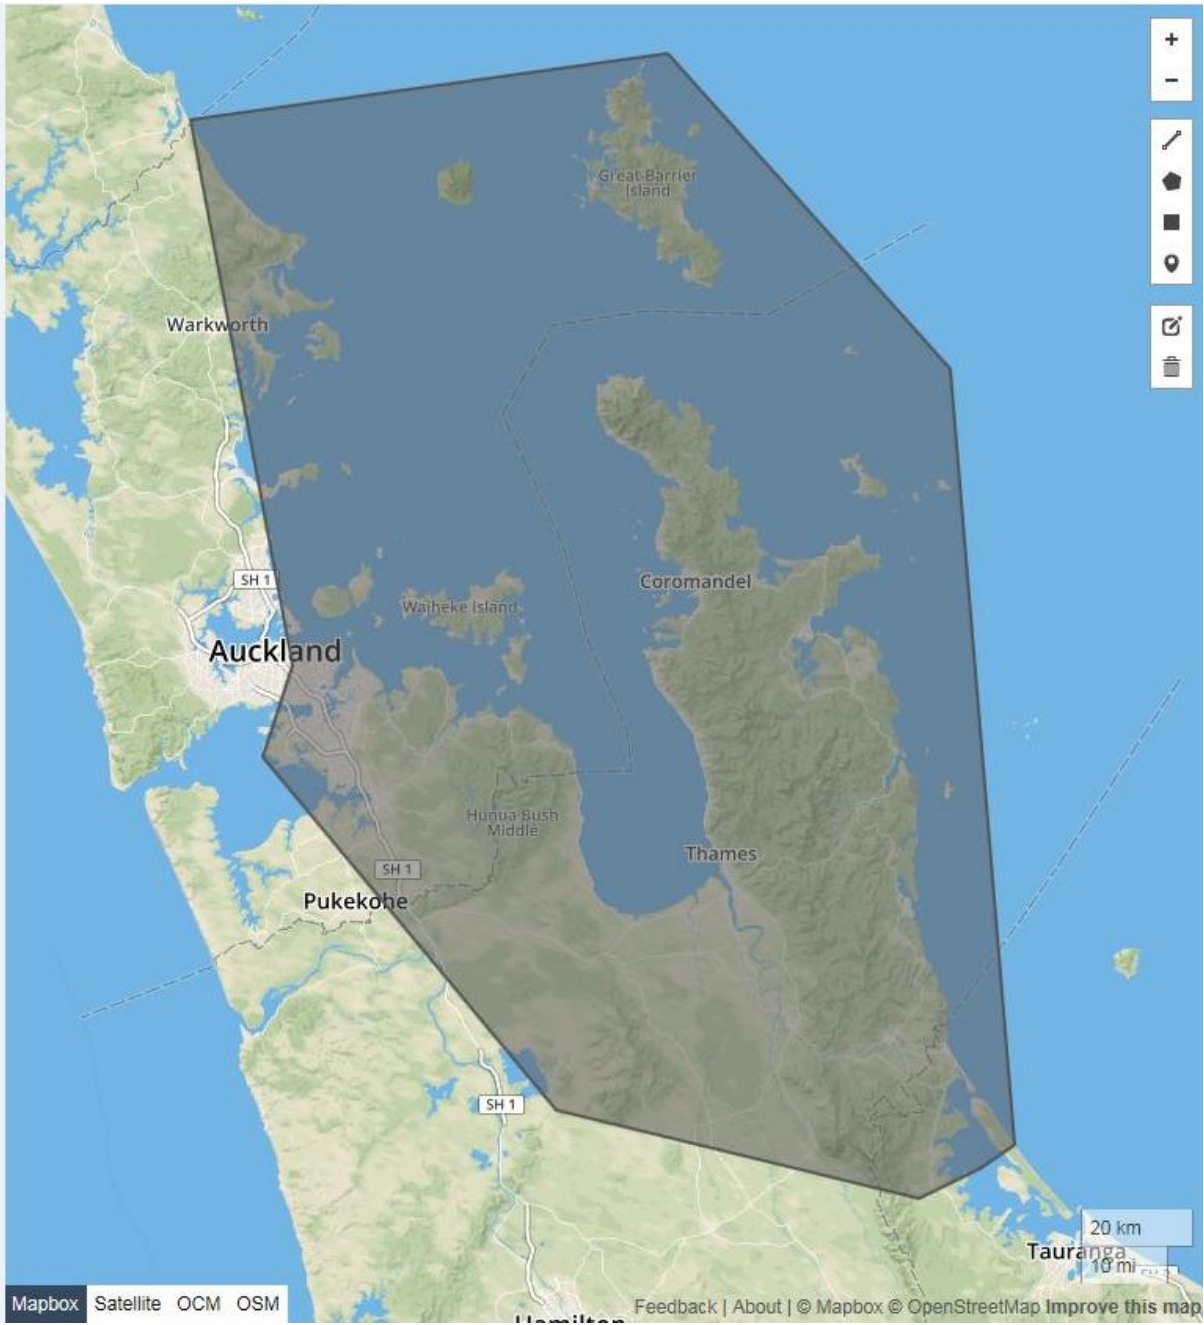 +
−
Great Barrier
Island
Warkworth
SH 1
Coromandel
Waiheke Island
Auckland
Hunua Bush
Middle
Thames
SH 1
Pukekohe
SH 1
20 km
Tauranga
10 mi
Mapbox Satellite OCM OSM
Feedback | About | © Mapbox © OpenStreetMap Improve this map
Hamilton